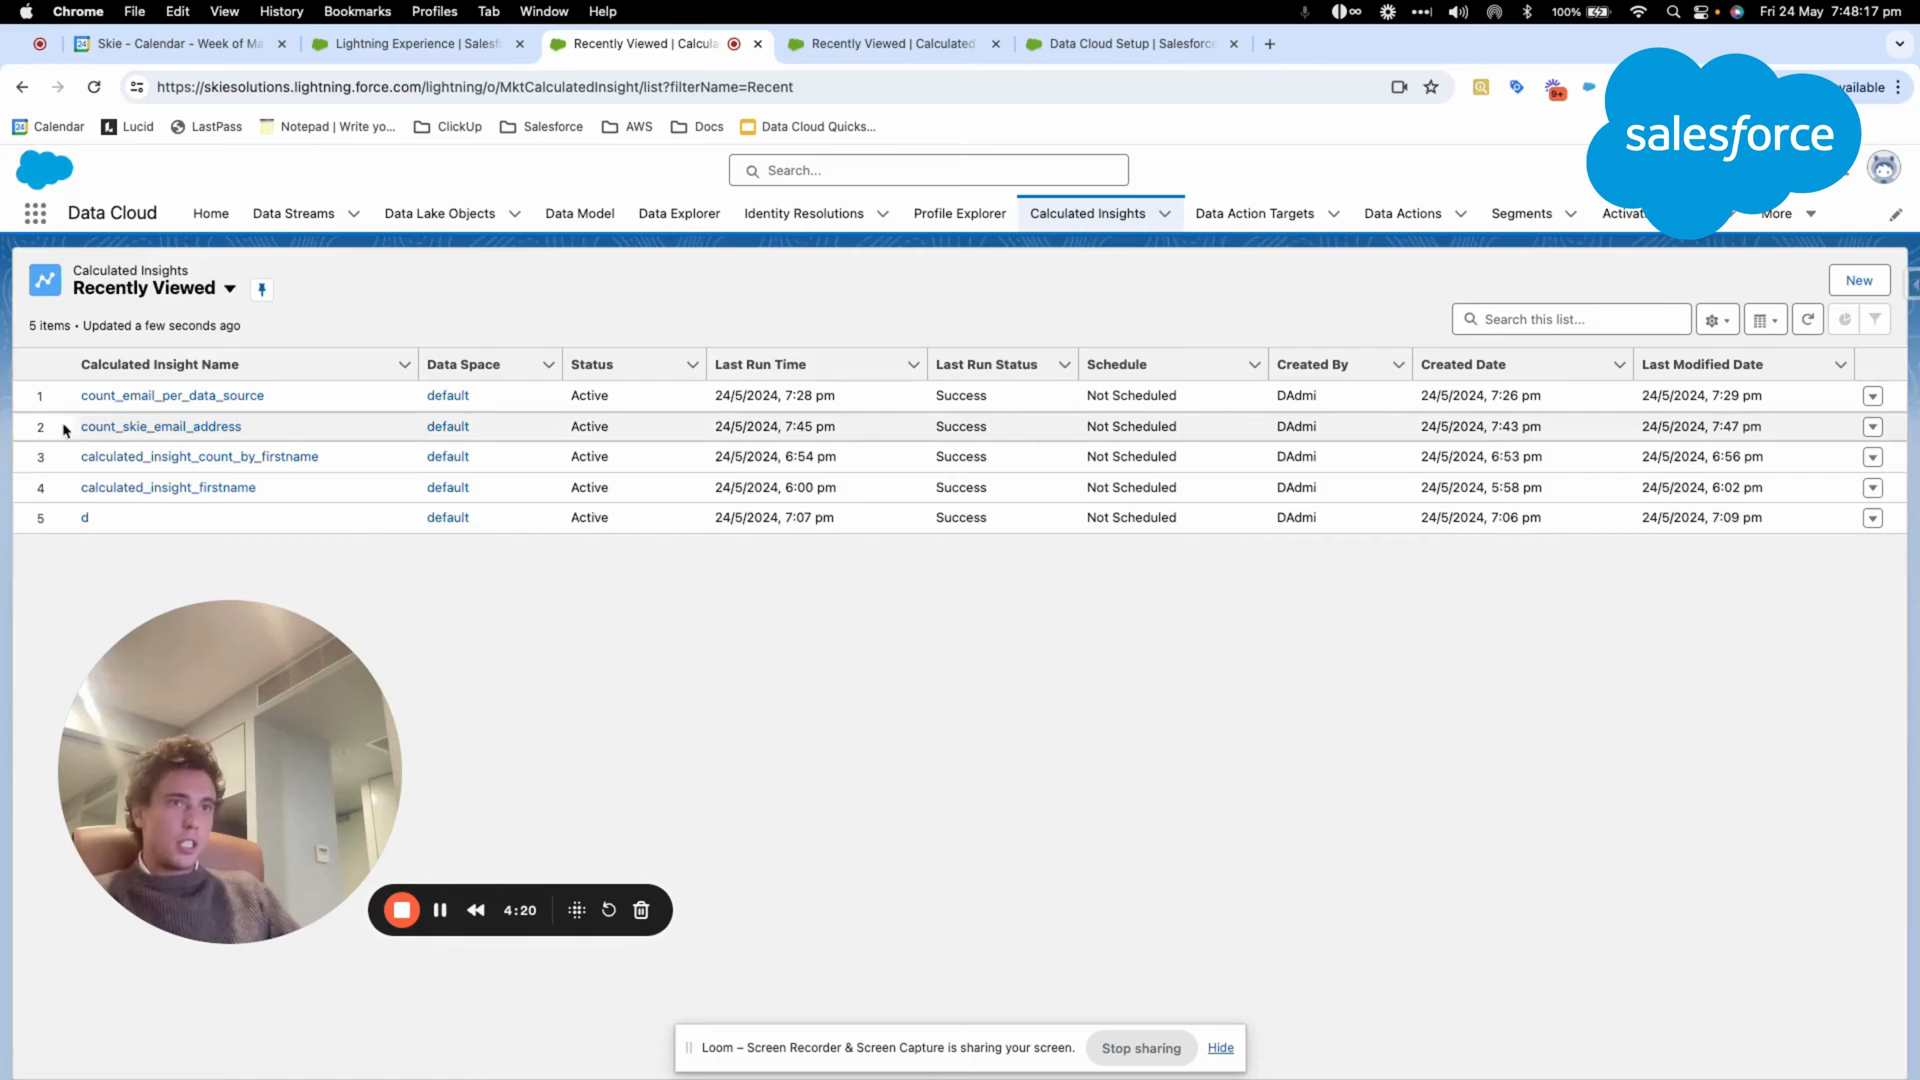 Chrome File Edit View History Bookmarks Profiles Tab Window Help 100% Fri 24 May 7:48:17 pm
Skie - Calendar - Week of Ma Lightning Experience | Salesf Recently Viewed | Calcula Recently Viewed | Calculated Data Cloud Setup | Salesforce
https://skiesolutions.lightning.force.com/lightning/o/MktCalculatedInsight/list?filterName=Recent 9+ vailable
Calendar Lucid LastPass Notepad | Write yo... ClickUp Salesforce AWS Docs Data Cloud Quicks...
salesforce
Search...
Data Cloud Home Data Streams Data Lake Objects Data Model Data Explorer Identity Resolutions Profile Explorer Calculated Insights Data Action Targets Data Actions Segments Activat More
Calculated Insights
Recently Viewed
New
5 items • Updated a few seconds ago
Search this list...
Calculated Insight Name Data Space Status Last Run Time Last Run Status Schedule Created By Created Date Last Modified Date
1 count_email_per_data_source default Active 24/5/2024, 7:28 pm Success Not Scheduled DAdmi 24/5/2024, 7:26 pm 24/5/2024, 7:29 pm
2 count_skie_email_address default Active 24/5/2024, 7:45 pm Success Not Scheduled DAdmi 24/5/2024, 7:43 pm 24/5/2024, 7:47 pm
3 calculated_insight_count_by_firstname default Active 24/5/2024, 6:54 pm Success Not Scheduled DAdmi 24/5/2024, 6:53 pm 24/5/2024, 6:56 pm
4 calculated_insight_firstname default Active 24/5/2024, 6:00 pm Success Not Scheduled DAdmi 24/5/2024, 5:58 pm 24/5/2024, 6:02 pm
5 d default Active 24/5/2024, 7:07 pm Success Not Scheduled DAdmi 24/5/2024, 7:06 pm 24/5/2024, 7:09 pm
4:20
Loom – Screen Recorder & Screen Capture is sharing your screen. Stop sharing Hide